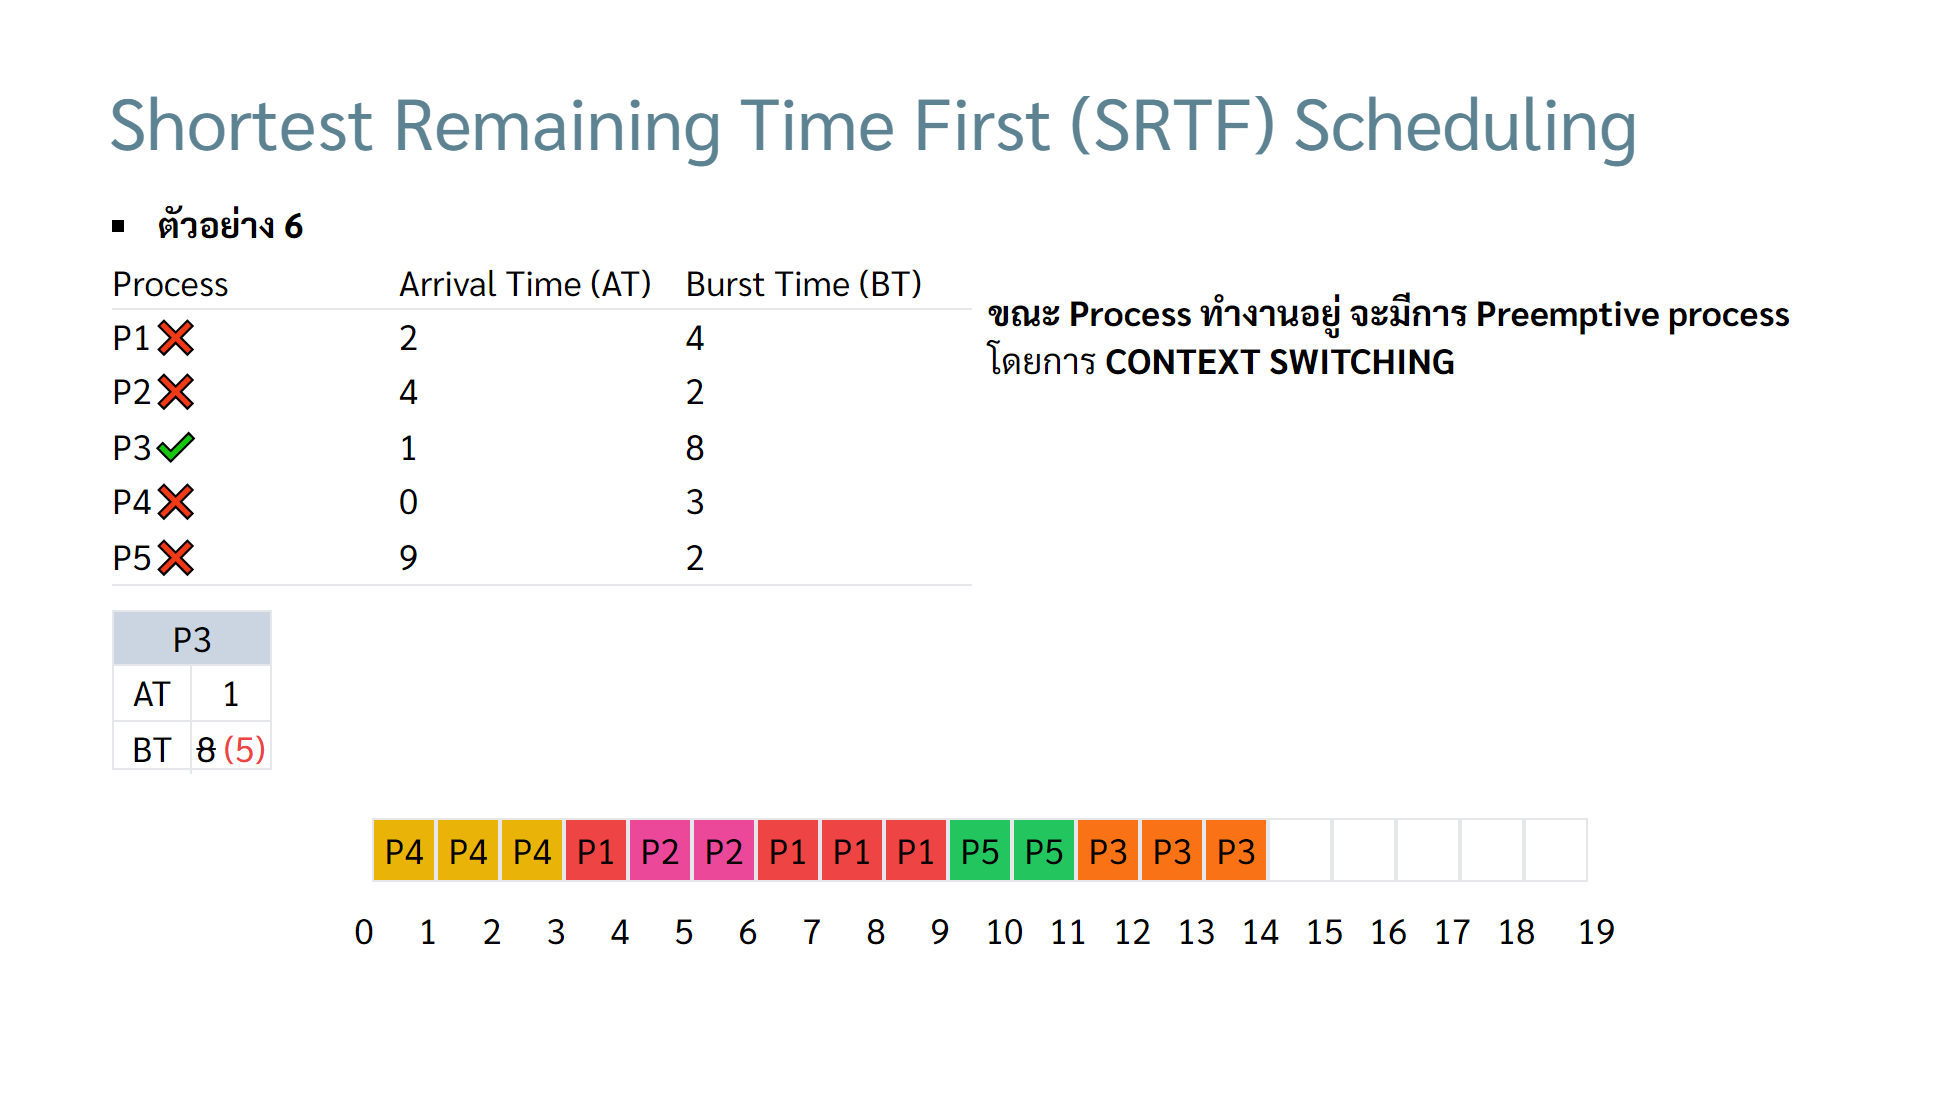 Shortest Remaining Time First (SRTF) Scheduling
▪ ตัวอย่าง 6
Process Arrival Time (AT) Burst Time (BT)
P1 ❌ 2 4
P2 ❌ 4 2
P3 ✔ 1 8
P4 ❌ 0 3
P5 ❌ 9 2
ขณะ Process ทำงานอยู่ จะมีการ Preemptive process
โดยการ CONTEXT SWITCHING
P3
AT 1
BT 8 (5)
P4 P4 P4 P1 P2 P2 P1 P1 P1 P5 P5 P3 P3 P3
0 1 2 3 4 5 6 7 8 9 10 11 12 13 14 15 16 17 18 19